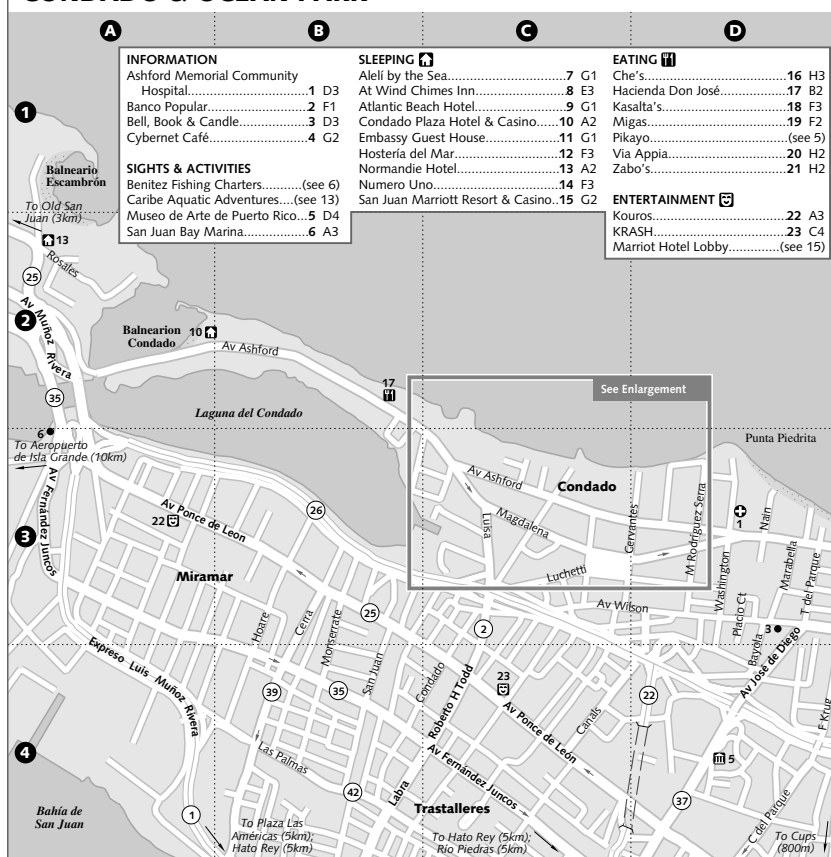 A
B
C
D
INFORMATION
Ashford Memorial Community
Hospital..............................1 D3
Banco Popular........................2 F1
Bell, Book & Candle................3 D3
Cybernet Café........................4 G2
SIGHTS & ACTIVITIES
Benitez Fishing Charters.........(see 6)
Caribe Aquatic Adventures....(see 13)
Museo de Arte de Puerto Rico...5 D4
San Juan Bay Marina..............6 A3
SLEEPING
Alelí by the Sea........................7 G1
At Wind Chimes Inn................8 E3
Atlantic Beach Hotel................9 G1
Condado Plaza Hotel & Casino...10 A2
Embassy Guest House............11 G1
Hostería del Mar....................12 F3
Normandie Hotel...................13 A2
Numero Uno.........................14 F3
San Juan Marriott Resort & Casino..15 G2
EATING
Che's....................................16 H3
Hacienda Don José................17 B2
Kasalta's..............................18 F3
Migas..................................19 F2
Pikayo..................................(see 5)
Via Appia.............................20 H2
Zabo's.................................21 H2
ENTERTAINMENT
Kouros.................................22 A3
KRASH.................................23 C4
Marriot Hotel Lobby..............(see 15)
1
Balneario
Escambrón
To Old San
Juan (3km)
13
Rosales
25
2
Av Muñoz Rivera
Balnearion
Condado
10
Av Ashford
17
See Enlargement
35
Laguna del Condado
Punta Piedrita
6
To Aeropuerto
de Isla Grande (10km)
Av Ashford
Condado
Av Ponce de Leon
26
22
Magdalena
Luisa
Cervantes
M Rodríguez Serra
1
Nain
3
Av Fernández Juncos
Miramar
Luchetti
Washington
Marabella
T del Parque
Placio Ct
Av Wilson
Hoare
Cerra
Monserrate
25
2
3
Bayola
Av José de Diego
Expreso Luis Muñoz Rivera
San Juan
Condado
Roberto H Todd
23
39
35
22
Av Ponce de León
Canals
F Krug
4
Las Palmas
Av Fernández Juncos
5
42
Labra
37
C del Parque
Trastalleres
Bahía de
San Juan
1
To Plaza Las
Américas (5km);
Hato Rey (5km)
To Hato Rey (5km);
Río Piedras (5km)
To Cups
(800m)